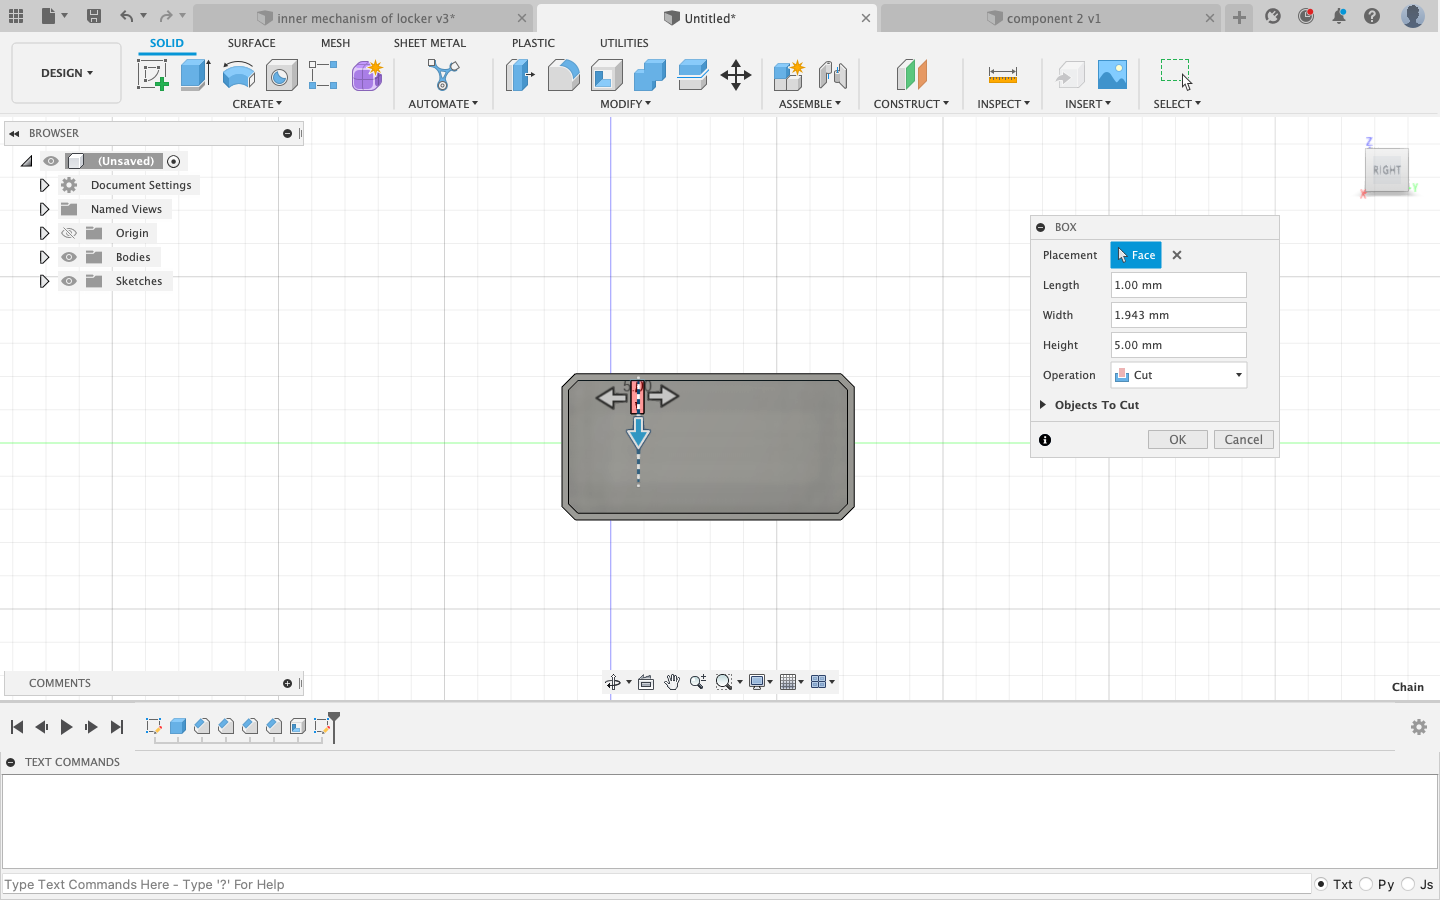 inner mechanism of locker v3*
Untitled*
component 2 v1
DESIGN
SOLID
SURFACE
MESH
SHEET METAL
PLASTIC
UTILITIES
CREATE
AUTOMATE
MODIFY
ASSEMBLE
CONSTRUCT
INSPECT
INSERT
SELECT
BROWSER
(Unsaved)
Document Settings
Named Views
Origin
Bodies
Sketches
Z
RIGHT
X
Y
BOX
Placement Face
Length 1.00 mm
Width 1.943 mm
Height 5.00 mm
Operation Cut
Objects To Cut
OK Cancel
COMMENTS
Chain
TEXT COMMANDS
Type Text Commands Here - Type '?' For Help
Txt Py Js